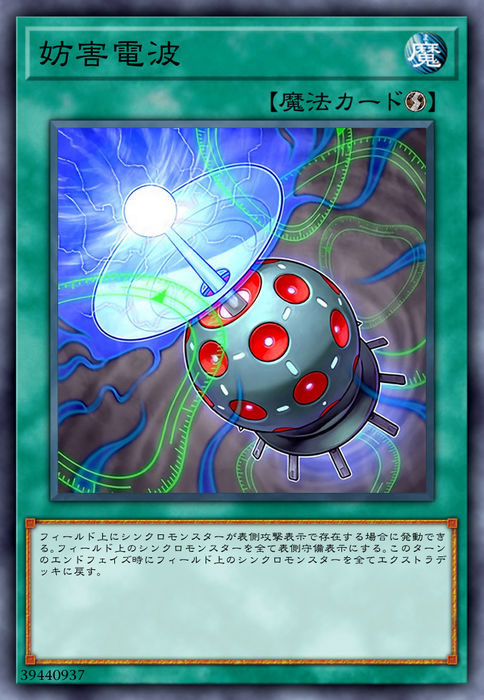 妨害電波
魔
【魔法カード】
フィールド上にシンクロモンスターが表側攻撃表示で存在する場合に発動でき
る。フィールド上のシンクロモンスターを全て表側守備表示にする。このターン
のエンドフェイズ時にフィールド上のシンクロモンスターを全てエクストラデ
ッキに戻す。
39440937